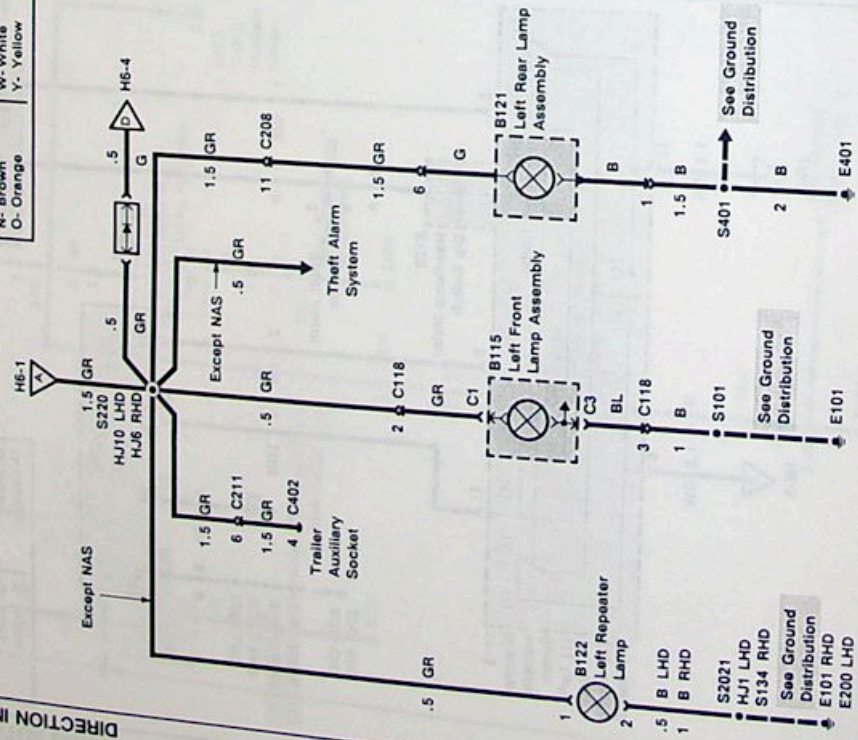 N- Brown
O- Orange
W- White
Y- Yellow
DIRECTION I
H6-1
A
1.5 GR
S220
HJ10 LHD
HJ6 RHD
.5
GR
.5
G
D
H6-4
Except NAS
Except NAS
.5
GR
Theft Alarm
System
1.5
GR
11
C208
1.5
GR
6
G
B121
Left Rear Lamp
Assembly
B
1
1.5
B
S401
See Ground
Distribution
2
B
E401
.5
GR
2
C118
GR
C1
B115
Left Front
Lamp Assembly
C3
BL
3
C118
1
B
S101
See Ground
Distribution
E101
1.5
GR
6
C211
1.5
GR
4
C402
Trailer
Auxiliary
Socket
.5
GR
1
B122
Left Repeater
Lamp
2
.5 B LHD
1 B RHD
S2021
HJ1 LHD
S134 RHD
See Ground
Distribution
E101 RHD
E200 LHD